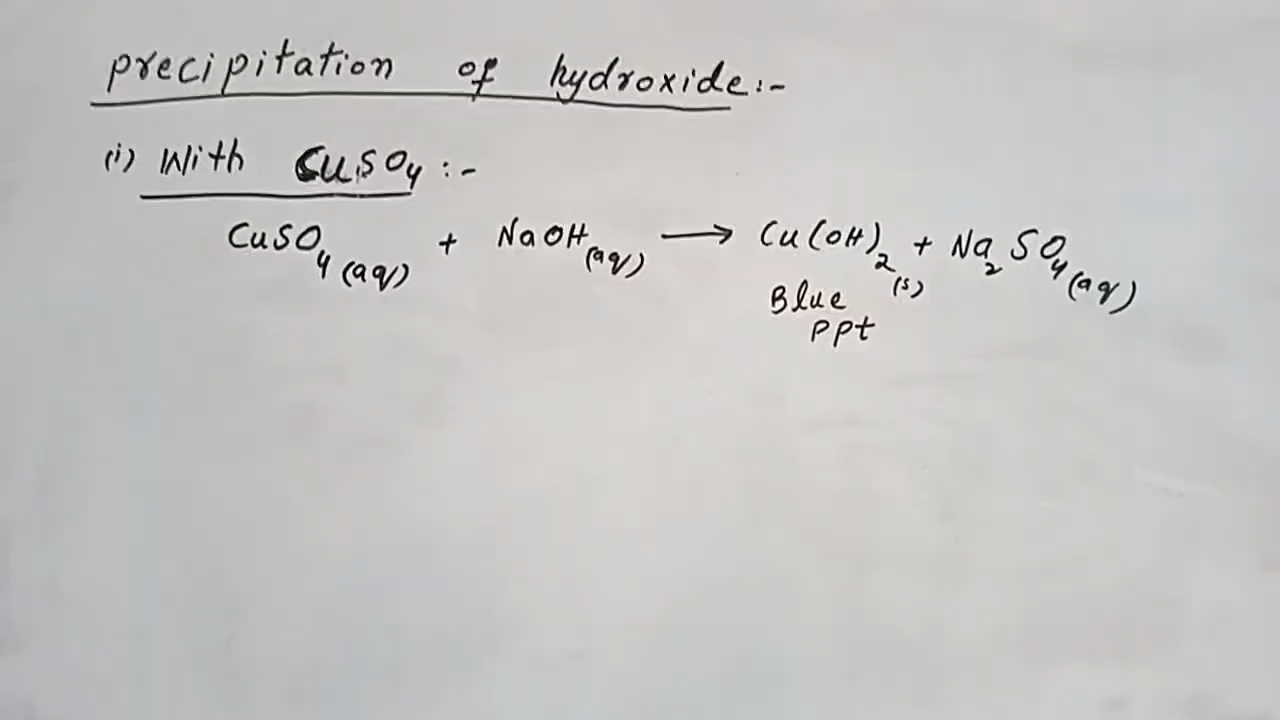 precipitation of hydroxide:-
(i) With CuSO4 :-
CuSO4(aq) + NaOH(aq) ⟶ Cu(OH)2(s) + Na2SO4(aq)
Blue
ppt